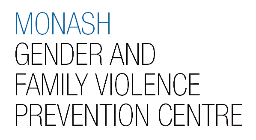 MONASH
GENDER AND
FAMILY VIOLENCE
PREVENTION CENTRE